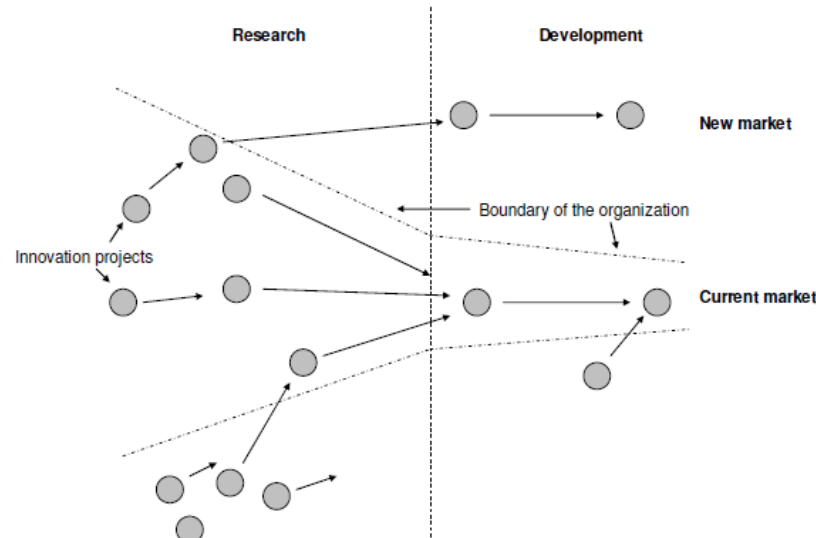 Research
Development
New market
Boundary of the organization
Innovation projects
Current market